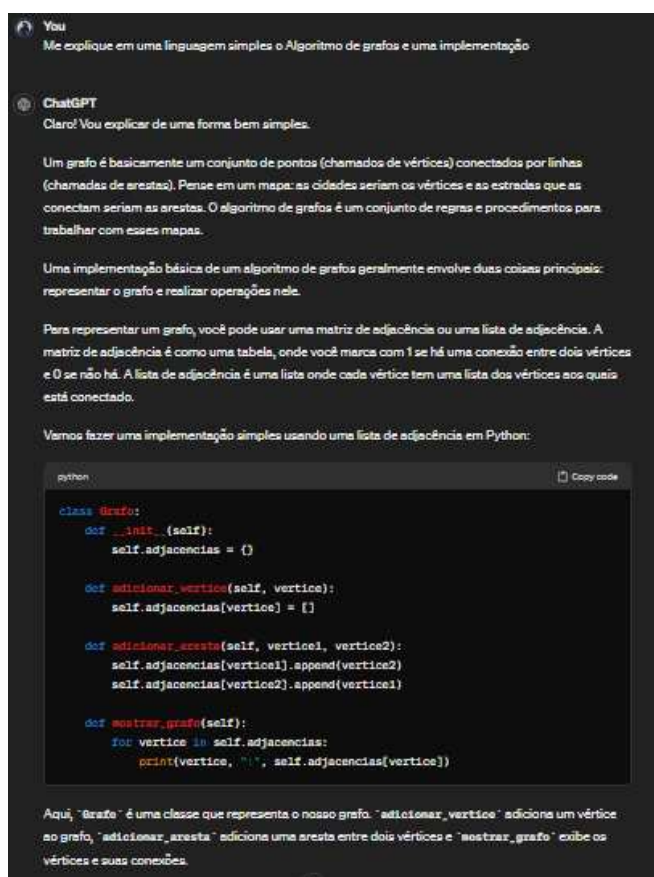 You
Me explique em uma linguagem simples o Algoritmo de grafos e uma implementação
ChatGPT
Claro! Vou explicar de uma forma bem simples.
Um grafo é basicamente um conjunto de pontos (chamados de vértices) conectados por linhas
(chamadas de arestas). Pense em um mapa: as cidades seriam os vértices e as estradas que as
conectam seriam as arestas. O algoritmo de grafos é um conjunto de regras e procedimentos para
trabalhar com esses mapas.
Uma implementação básica de um algoritmo de grafos geralmente envolve duas coisas principais:
representar o grafo e realizar operações nele.
Para representar um grafo, você pode usar uma matriz de adjacência ou uma lista de adjacência. A
matriz de adjacência é como uma tabela, onde você marca com 1 se há uma conexão entre dois vértices
e 0 se não há. A lista de adjacência é uma lista onde cada vértice tem uma lista dos vértices aos quais
está conectado.
Vamos fazer uma implementação simples usando uma lista de adjacência em Python:
python
Copy code
class Grafo:
def __init__(self):
self.adjacencias = {}
def adicionar_vertice(self, vertice):
self.adjacencias[vertice] = []
def adicionar_aresta(self, vertice1, vertice2):
self.adjacencias[vertice1].append(vertice2)
self.adjacencias[vertice2].append(vertice1)
def mostrar_grafo(self):
for vertice in self.adjacencias:
print(vertice, ":", self.adjacencias[vertice])
Aqui, `Grafo` é uma classe que representa o nosso grafo. `adicionar_vertice` adiciona um vértice
ao grafo, `adicionar_aresta` adiciona uma aresta entre dois vértices e `mostrar_grafo` exibe os
vértices e suas conexões.